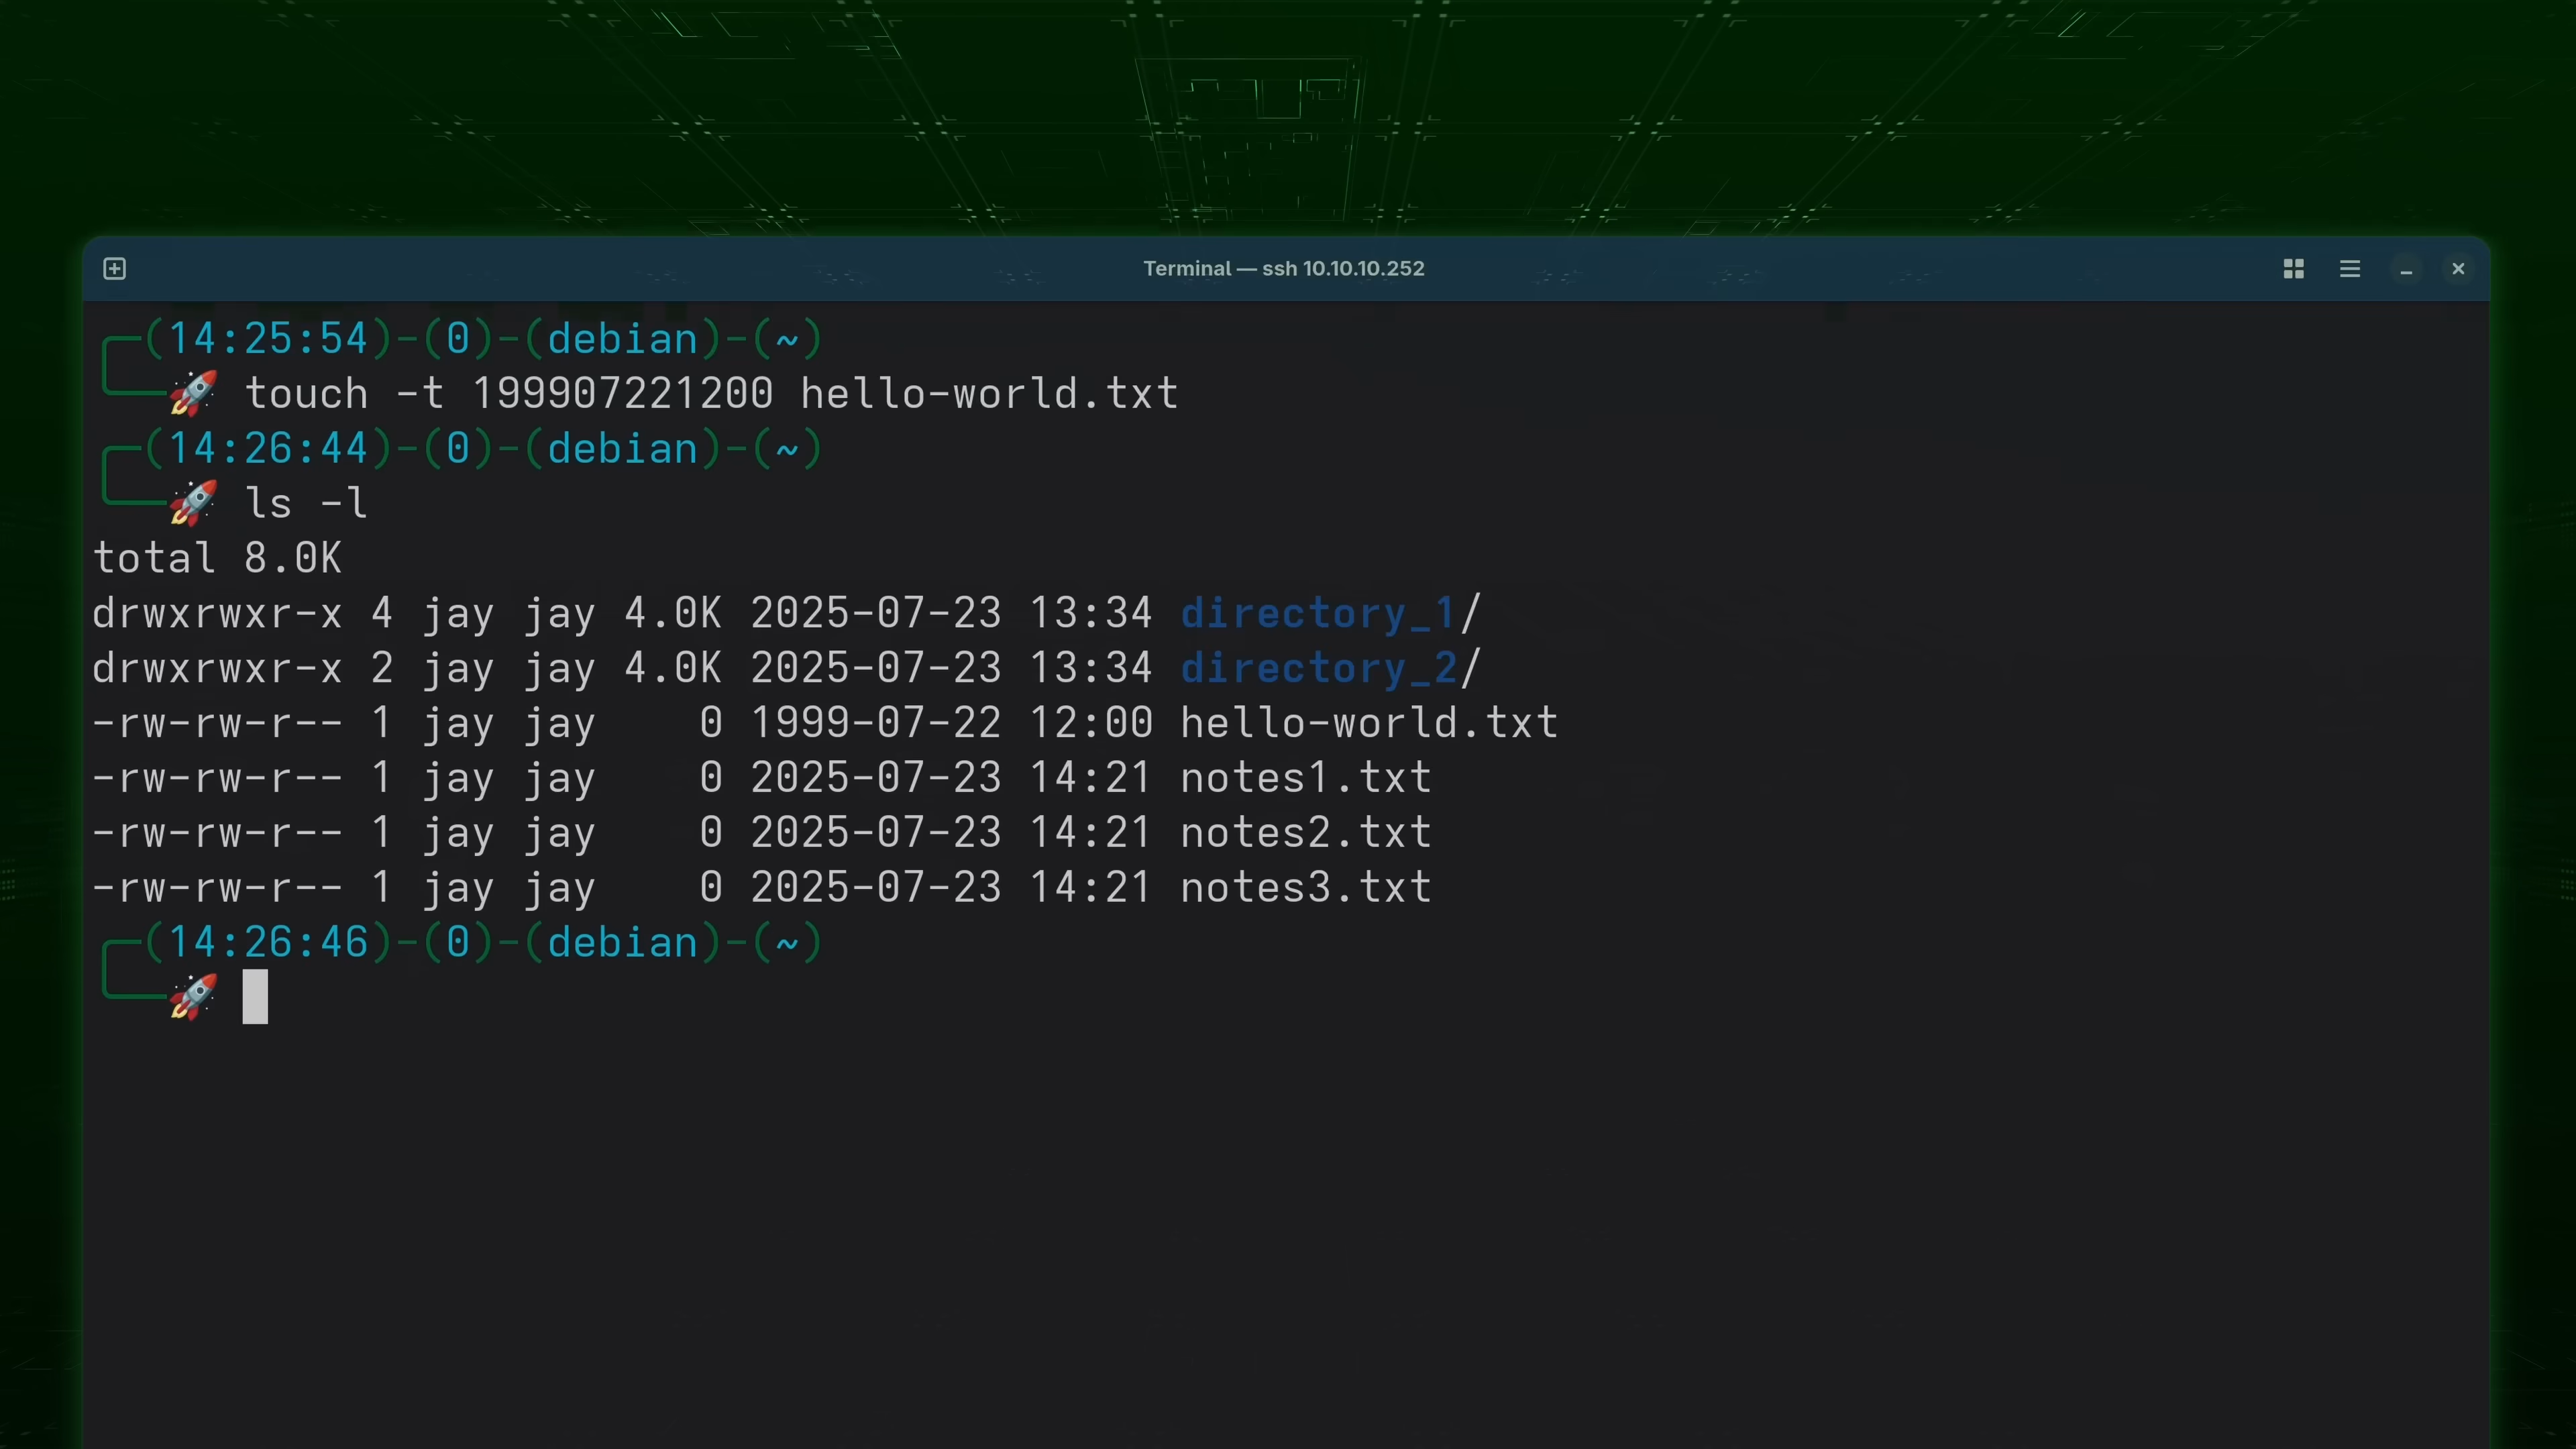 Terminal — ssh 10.10.10.252
(14:25:54)-(0)-(debian)-(~)
🚀 touch -t 199907221200 hello-world.txt
(14:26:44)-(0)-(debian)-(~)
🚀 ls -l
total 8.0K
drwxrwxr-x 4 jay jay 4.0K 2025-07-23 13:34 directory_1/
drwxrwxr-x 2 jay jay 4.0K 2025-07-23 13:34 directory_2/
-rw-rw-r-- 1 jay jay    0 1999-07-22 12:00 hello-world.txt
-rw-rw-r-- 1 jay jay    0 2025-07-23 14:21 notes1.txt
-rw-rw-r-- 1 jay jay    0 2025-07-23 14:21 notes2.txt
-rw-rw-r-- 1 jay jay    0 2025-07-23 14:21 notes3.txt
(14:26:46)-(0)-(debian)-(~)
🚀